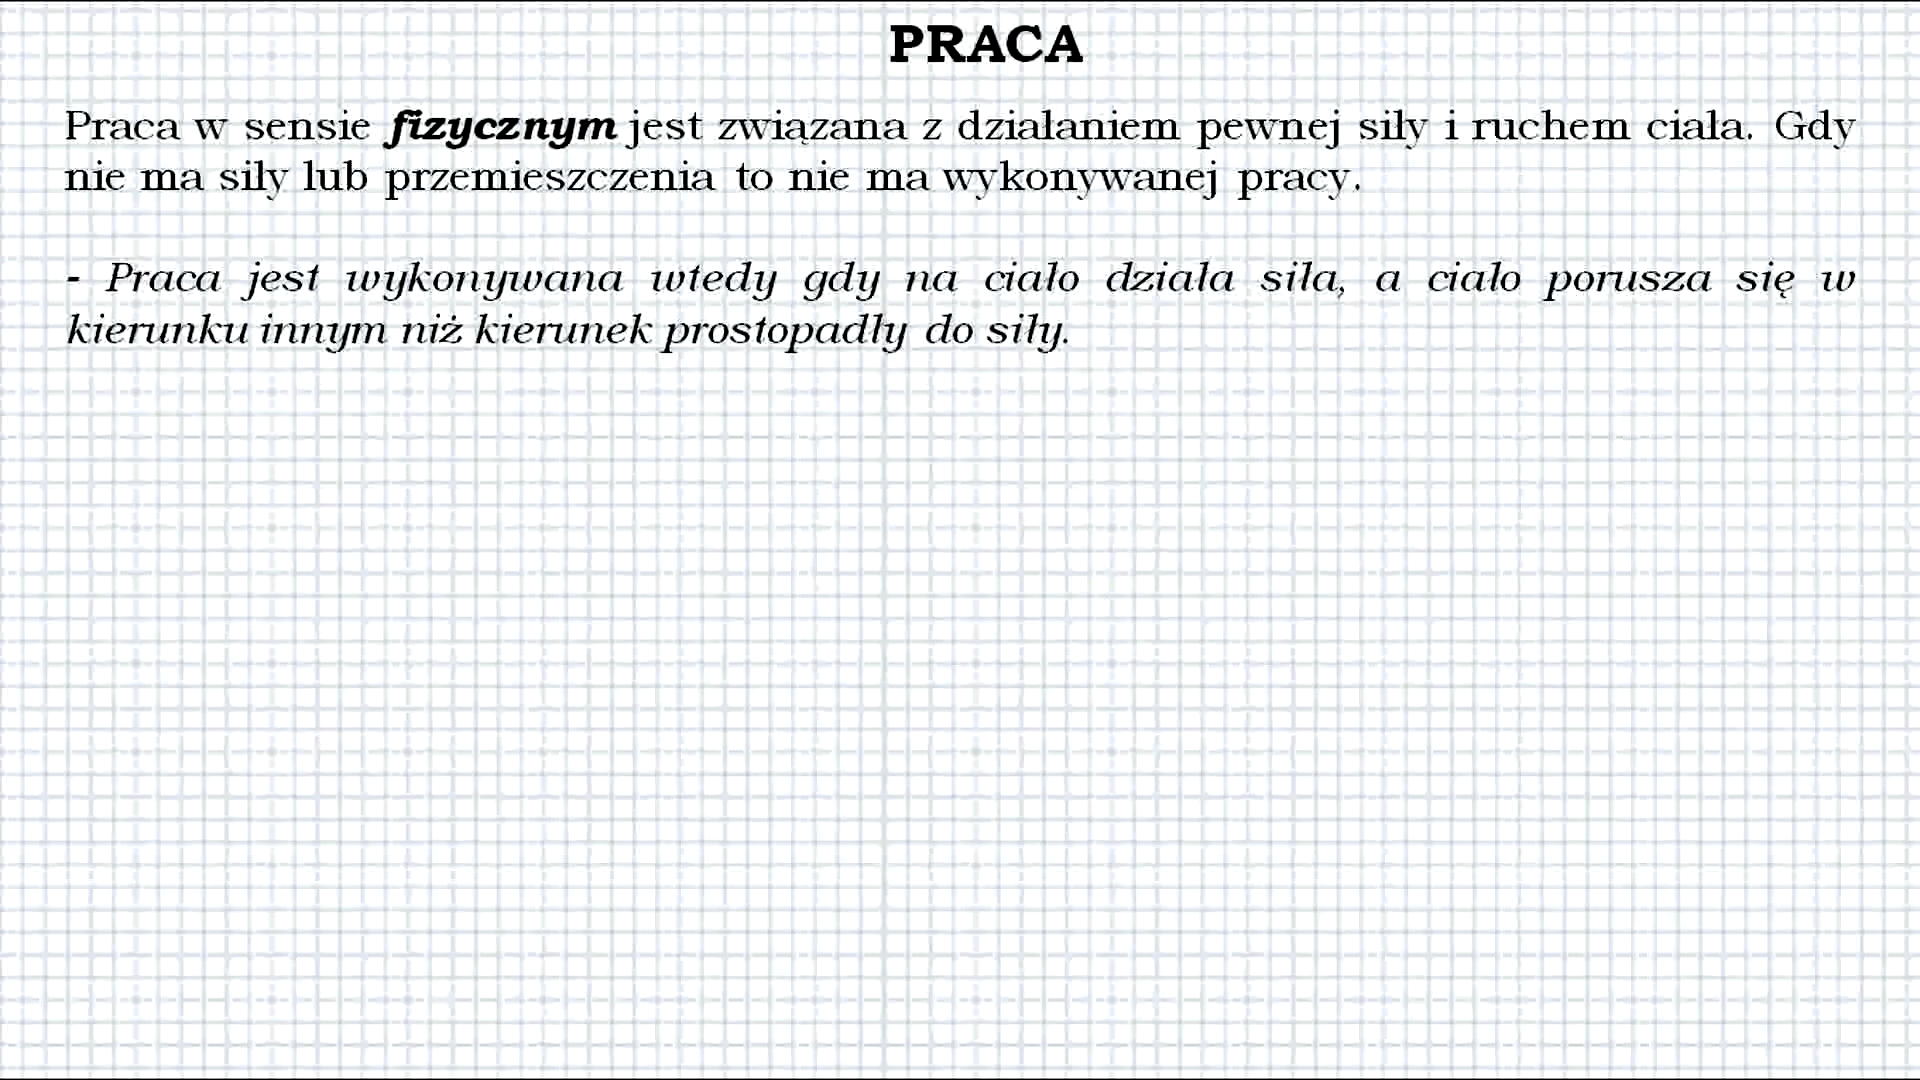 PRACA
Praca w sensie fizycznym jest związana z działaniem pewnej siły i ruchem ciała. Gdy
nie ma siły lub przemieszczenia to nie ma wykonywanej pracy.
- Praca jest wykonywana wtedy gdy na ciało działa siła, a ciało porusza się w
kierunku innym niż kierunek prostopadły do siły.